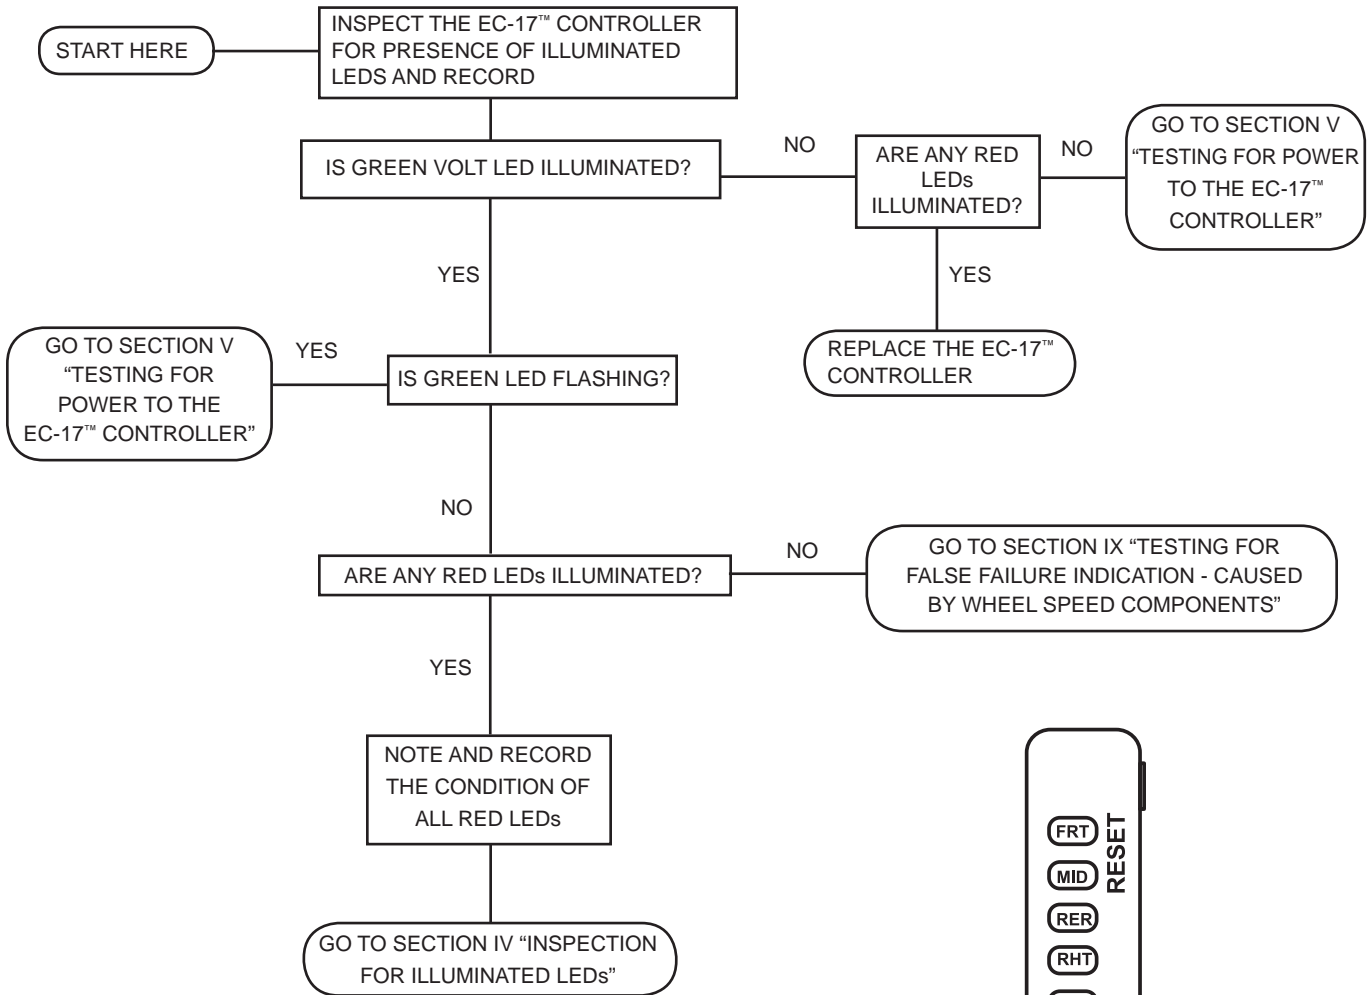 START HERE
INSPECT THE EC-17™ CONTROLLER
FOR PRESENCE OF ILLUMINATED
LEDS AND RECORD
IS GREEN VOLT LED ILLUMINATED?
NO
ARE ANY RED
LEDs
ILLUMINATED?
NO
GO TO SECTION V
“TESTING FOR POWER
TO THE EC-17™
CONTROLLER”
YES
YES
REPLACE THE EC-17™
CONTROLLER
GO TO SECTION V
“TESTING FOR
POWER TO THE
EC-17™ CONTROLLER”
YES
IS GREEN LED FLASHING?
NO
ARE ANY RED LEDs ILLUMINATED?
NO
GO TO SECTION IX “TESTING FOR
FALSE FAILURE INDICATION - CAUSED
BY WHEEL SPEED COMPONENTS”
YES
NOTE AND RECORD
THE CONDITION OF
ALL RED LEDs
GO TO SECTION IV “INSPECTION
FOR ILLUMINATED LEDs”
FRT
MID
RER
RHT
RESET